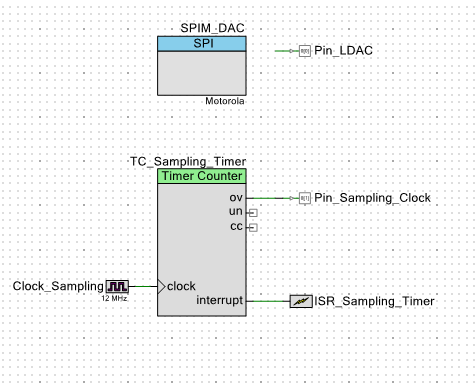 SPIM_DAC
SPI
Pin_LDAC
Motorola
TC_Sampling_Timer
Timer Counter
ov
Pin_Sampling_Clock
un
cc
Clock_Sampling
clock
12 MHz
interrupt
ISR_Sampling_Timer